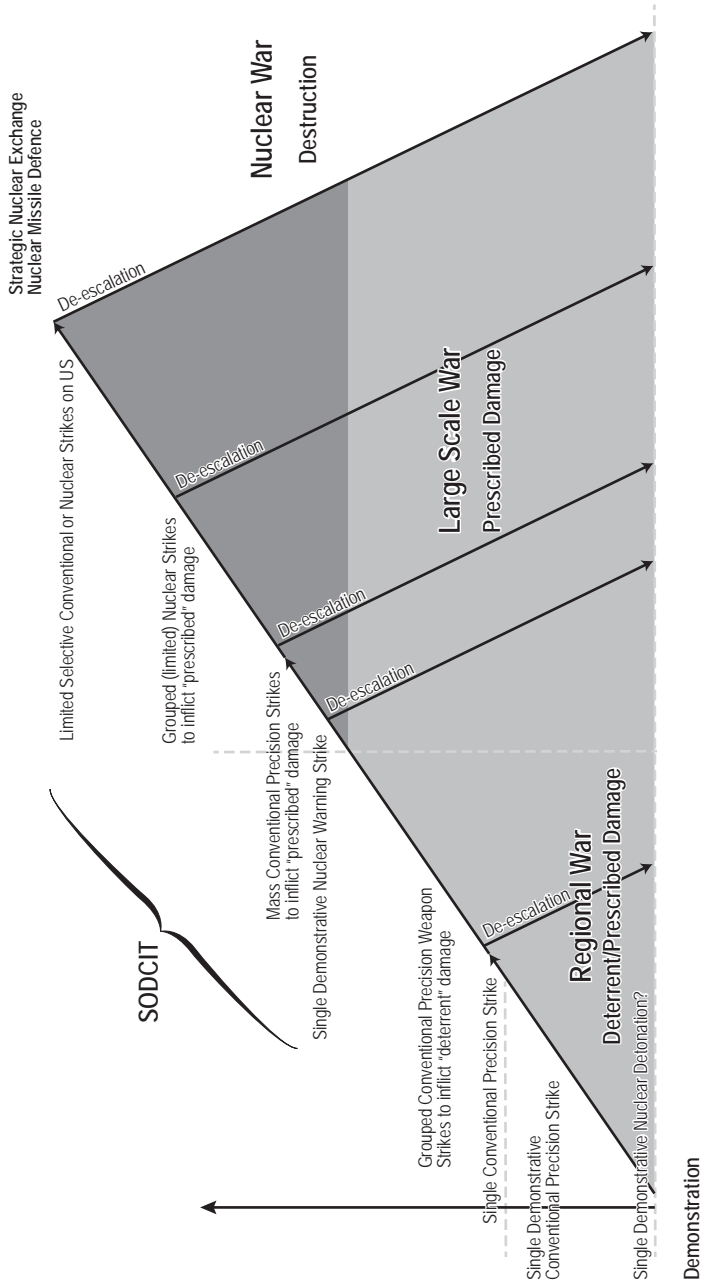 Strategic Nuclear Exchange
Nuclear Missile Defence
De-escalation
Limited Selective Conventional or Nuclear Strikes on US
Nuclear War
Destruction
De-escalation
Grouped (limited) Nuclear Strikes
to inflict "prescribed" damage
De-escalation
Mass Conventional Precision Strikes
to inflict "prescribed" damage
De-escalation
Single Demonstrative Nuclear Warning Strike
SODCIT
Large Scale War
Prescribed Damage
Grouped Conventional Precision Weapon
Strikes to inflict "deterrent" damage
De-escalation
Single Conventional Precision Strike
Regional War
Deterrent/Prescribed Damage
Single Demonstrative
Conventional Precision Strike
Single Demonstrative Nuclear Detonation?
Demonstration